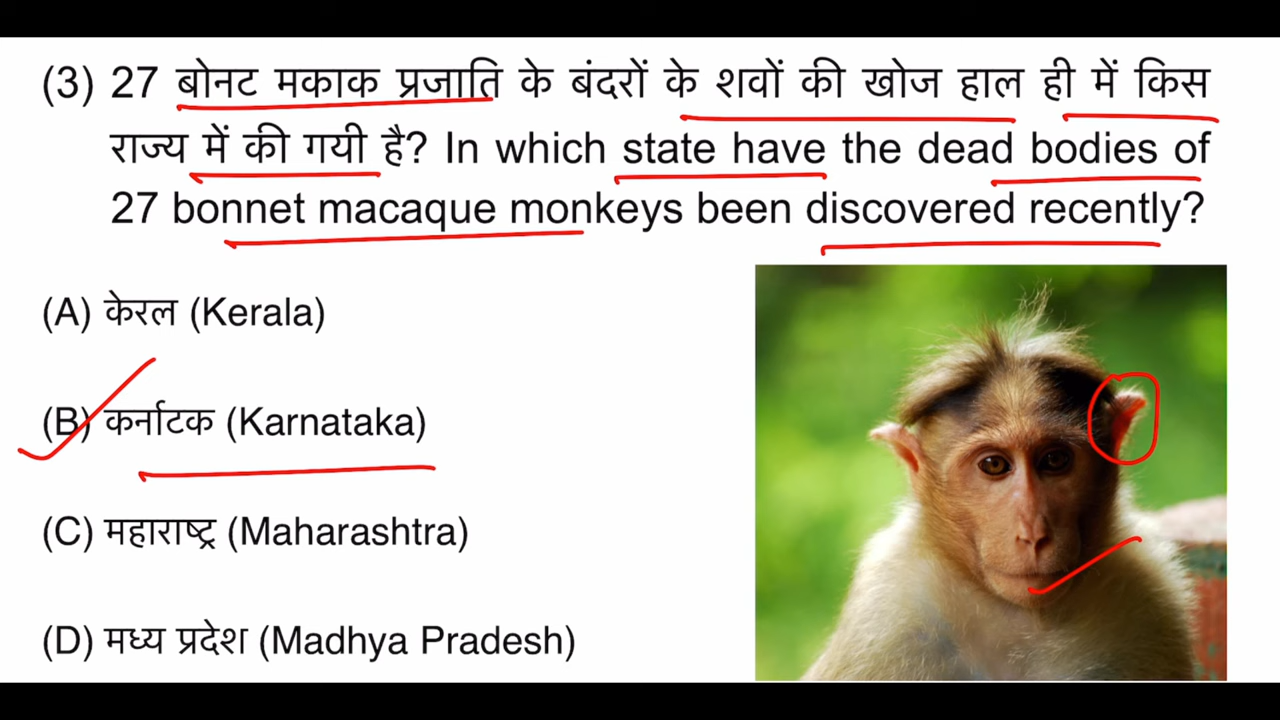 (3) 27 बोनट मकाक प्रजाति के बंदरों के शवों की खोज हाल ही में किस
राज्य में की गयी है? In which state have the dead bodies of
27 bonnet macaque monkeys been discovered recently?
(A) केरल (Kerala)
(B) कर्नाटक (Karnataka)
(C) महाराष्ट्र (Maharashtra)
(D) मध्य प्रदेश (Madhya Pradesh)